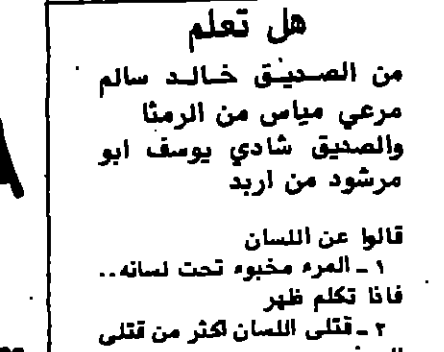 هل تعلم
من الصديق خالد سالم
مرعي مياس من الرمثا
والصديق شادي يوسف ابو
مرشود من اربد
قالوا عن اللسان
١ - المرء مخبوء تحت لسانه..
فاذا تكلم ظهر
٢ - قتلى اللسان اكثر من قتلى